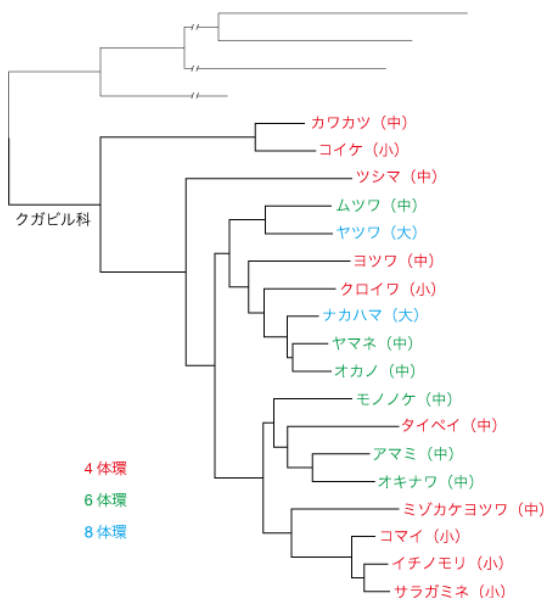 カワカツ（中）
コイケ（小）
ツシマ（中）
クガビル科
ムツワ（中）
ヤツワ（大）
ヨツワ（中）
クロイワ（小）
ナカハマ（大）
ヤマネ（中）
オカノ（中）
モノノケ（中）
タイペイ（中）
アマミ（中）
オキナワ（中）
ミゾカケヨツワ（中）
コマイ（小）
イチノモリ（小）
サラガミネ（小）
4 体環
6 体環
8 体環